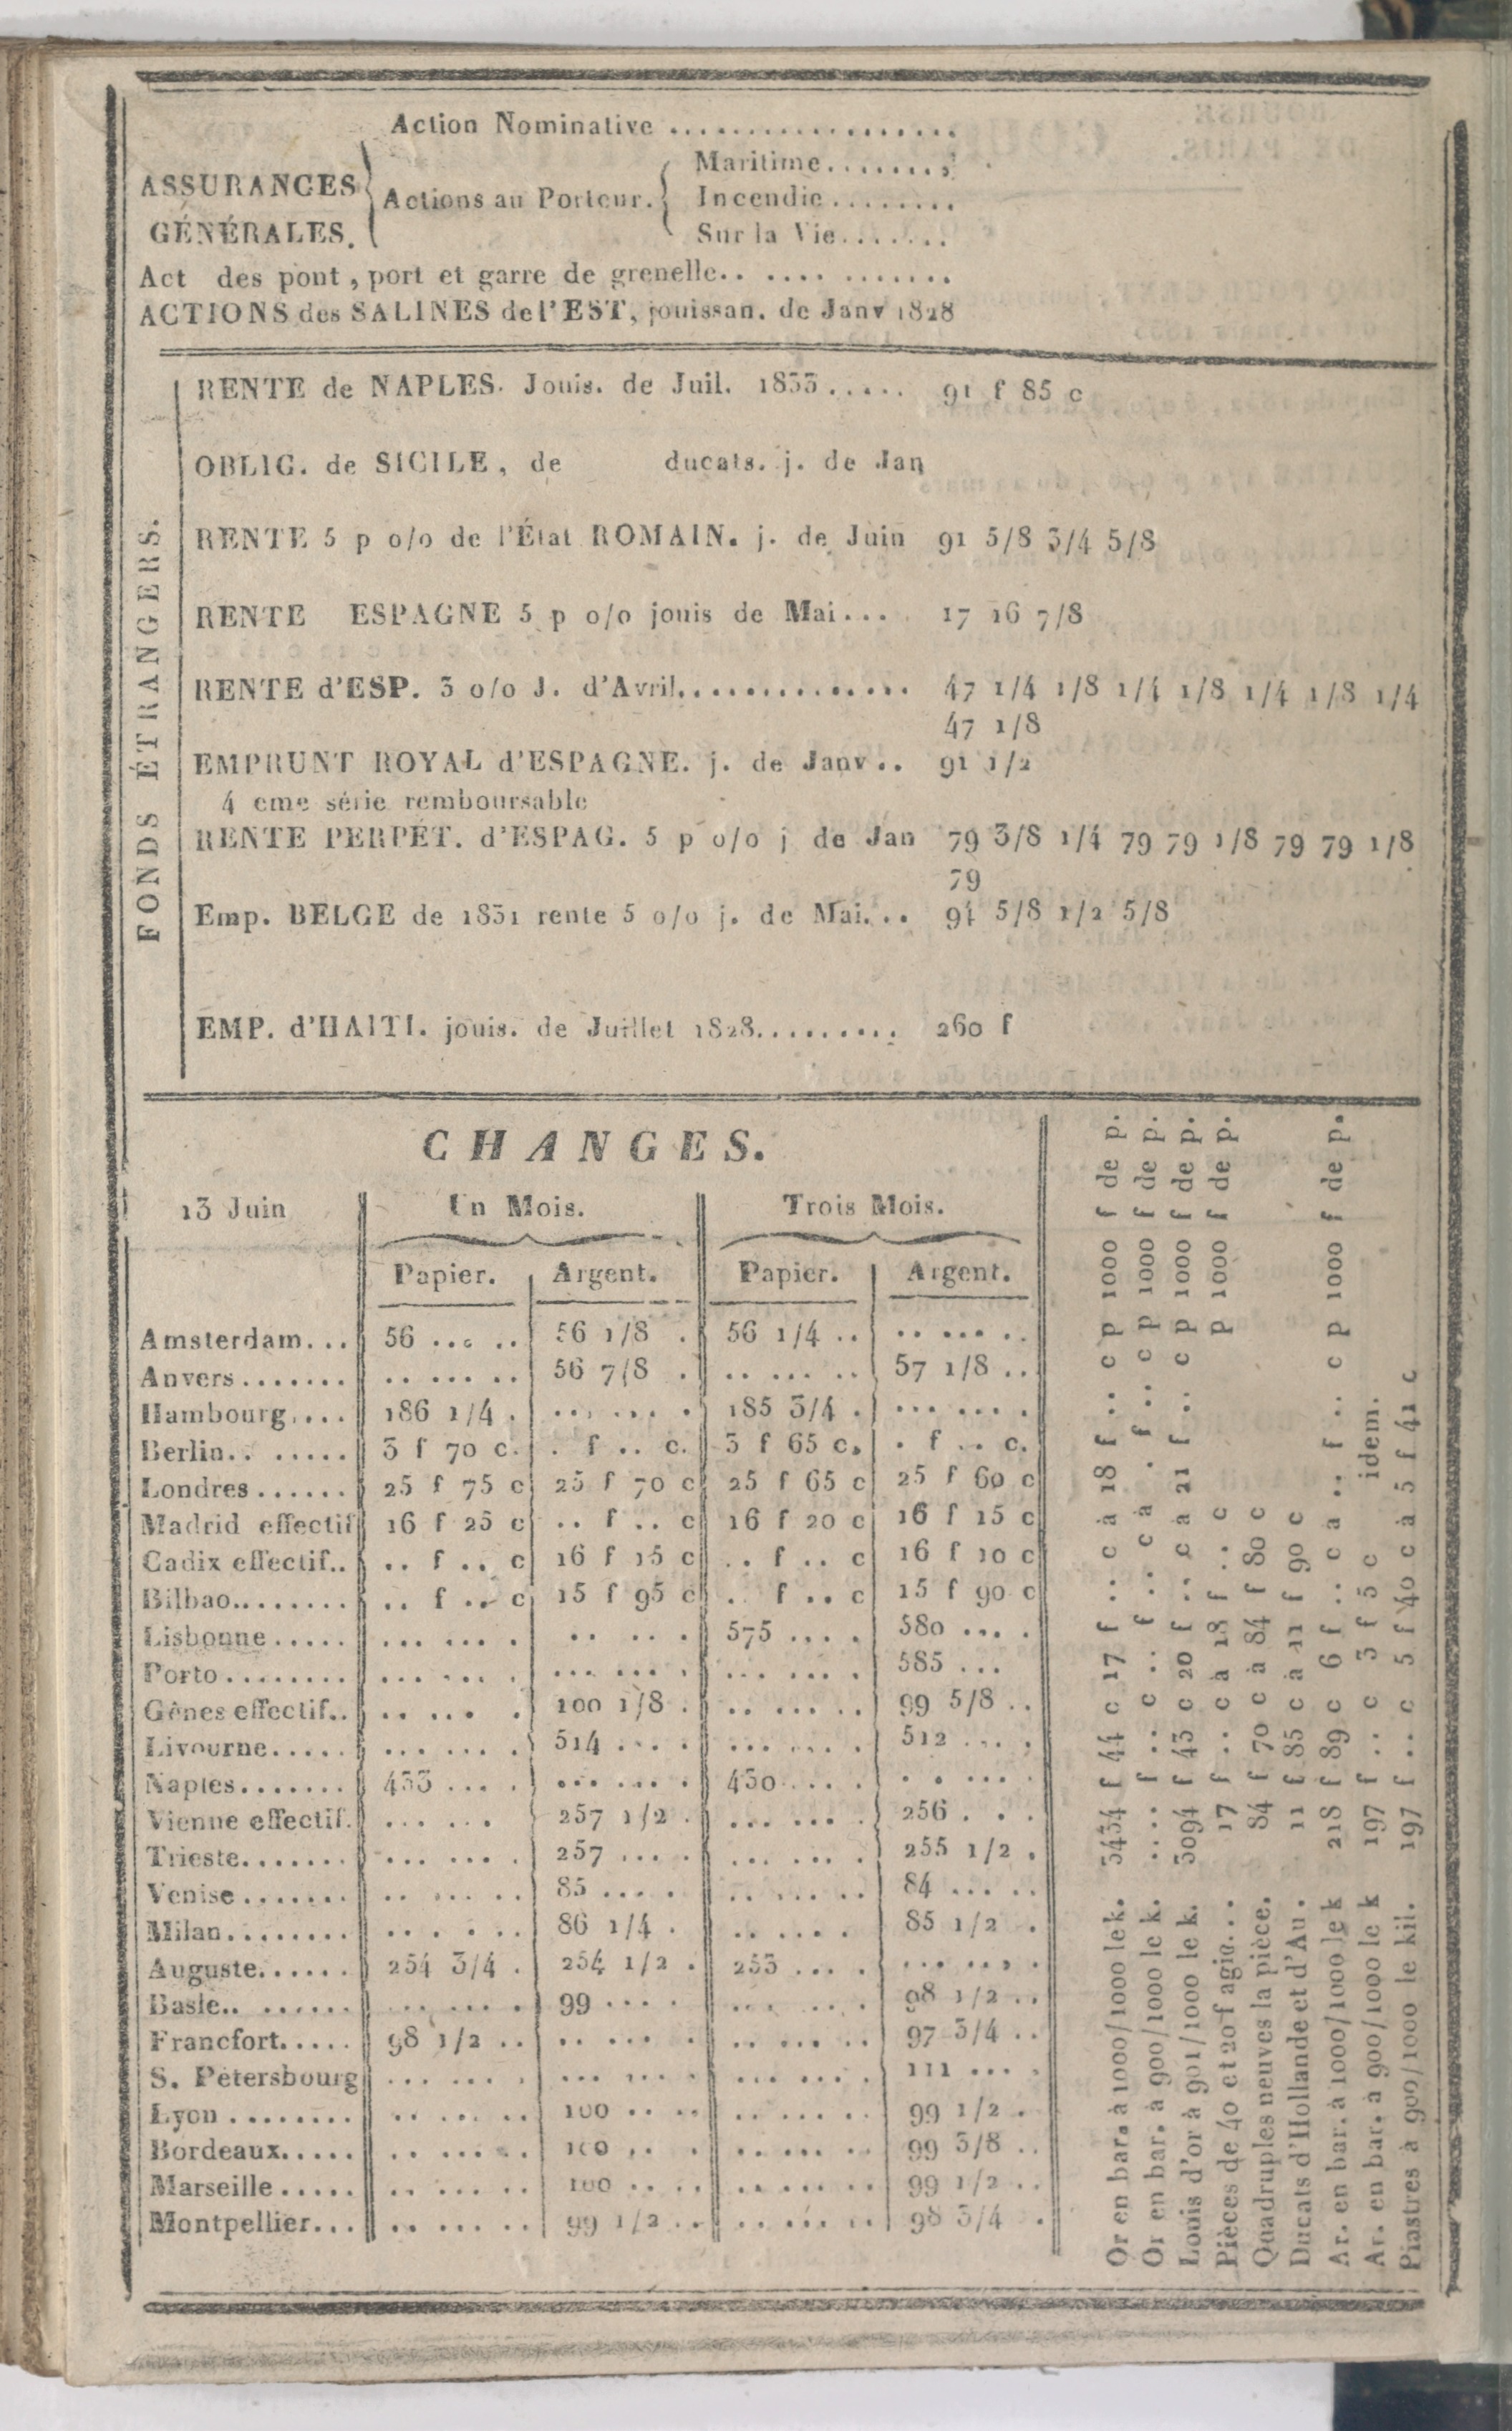 Action Nominative ...................
ASSURANCES GÉNÉRALES.
Actions au Porteur.
Maritime........
Incendie........
Sur la Vie.......
Act des pont, port et garre de grenelle.. .... .......
ACTIONS des SALINES de l'EST, jouissan. de Janv 1828
FONDS ÉTRANGERS.
RENTE de NAPLES. Jouis. de Juil. 1833..... 91 f 85 c
OBLIG. de SICILE, de ducats. j. de Jan
RENTE 5 p o/o de l'État ROMAIN. j. de Juin 91 5/8 3/4 5/8
RENTE ESPAGNE 5 p o/o jouis de Mai... 17 16 7/8
RENTE d'ESP. 3 o/o J. d'Avril............... 47 1/4 1/8 1/4 1/8 1/4 1/8 1/4
47 1/8
EMPRUNT ROYAL d'ESPAGNE. j. de Janv.. 91 1/2
4 eme série remboursable
RENTE PERPÉT. d'ESPAG. 5 p o/o j de Jan 79 3/8 1/4 79 79 1/8 79 79 1/8
79
Emp. BELGE de 1831 rente 5 o/o j. de Mai... 94 5/8 1/2 5/8
EMP. d'HAITI. jouis. de Juillet 1828......... 260 f
CHANGES.
13 Juin Un Mois. Trois Mois.
Papier. Argent. Papier. Argent.
Amsterdam... 56 ... .. 56 1/8 . 56 1/4 .. .. ... ..
Anvers....... .. ... .. 56 7/8 . .. ... .. 57 1/8 ..
Hambourg.... 186 1/4 . ... ... . 185 3/4 . ... ... .
Berlin.. ..... 3 f 70 c. . f .. c. 3 f 65 c. . f .. c.
Londres...... 25 f 75 c 25 f 70 c 25 f 65 c 25 f 60 c
Madrid effectif 16 f 25 c .. f .. c 16 f 20 c 16 f 15 c
Cadix effectif.. .. f .. c 16 f 15 c .. f .. c 16 f 10 c
Bilbao........ .. f .. c 15 f 95 c .. f .. c 15 f 90 c
Lisbonne..... ... ... . .. .. . 575 .... . 580 ... .
Porto........ ... ... . ... ... . ... ... . 585 ...
Gênes effectif.. .. ... . 100 1/8 . .. ... .. 99 5/8 ..
Livourne..... ... ... . 514 .... . ... ... . 512 ... .
Naples....... 433 .... ... ... . 430 .... . . ... .
Vienne effectif. ... ... 257 1/2 . ... ... . 256 . . .
Trieste....... ... ... . 257 .... ... ... . 255 1/2 .
Venise....... .. ... .. 85 .... . .. ... .. 84 ... ..
Milan........ .. . . .. 86 1/4 . .. ... . 85 1/2 .
Auguste...... 254 3/4 . 254 1/2 . 253 .... . ... ... .
Basle.. ...... ... ... . 99 .... . ... ... . 98 1/2 ..
Francfort..... 98 1/2 .. .. ... . .. ... .. 97 3/4 ..
S. Pétersbourg ... ... . ... ... . ... ... . 111 ... .
Lyon ........ .. ... .. 100 .. .. .. ... .. 99 1/2 .
Bordeaux..... .. ... .. 100 .. . .. ... .. 99 3/8 ..
Marseille..... .. ... .. 100 .. .. .. ... .. 99 1/2 ..
Montpellier... .. ... .. 99 1/2 .. .. ... .. 98 3/4 .
Or en bar. à 1000/1000 le k. 3434 f 44 c 17 f .. c à 18 f .. c p 1000 f de p.
Or en bar. à 900/1000 le k. .... f .. c .. f .. c à . f .. c p 1000 f de p.
Louis d'or à 901/1000 le k. 3094 f 43 c 20 f .. c a 21 f .. c p 1000 f de p.
Pièces de 40 et 20 f agio... 17 f .. c à 18 f .. c p 1000 f de p.
Quadruples neuves la pièce. 84 f 70 c à 84 f 80 c
Ducats d'Hollande et d'Au. 11 f 85 c à 11 f 90 c
Ar. en bar. à 1000/1000 le k 218 f 89 c 6 f .. c a .. f .. c p 1000 f de p.
Ar. en bar. à 900/1000 le k 197 f .. c 3 f 5 c idem.
Piastres à 900/1000 le kil. 197 f .. c 5 f 40 c à 5 f 41 c